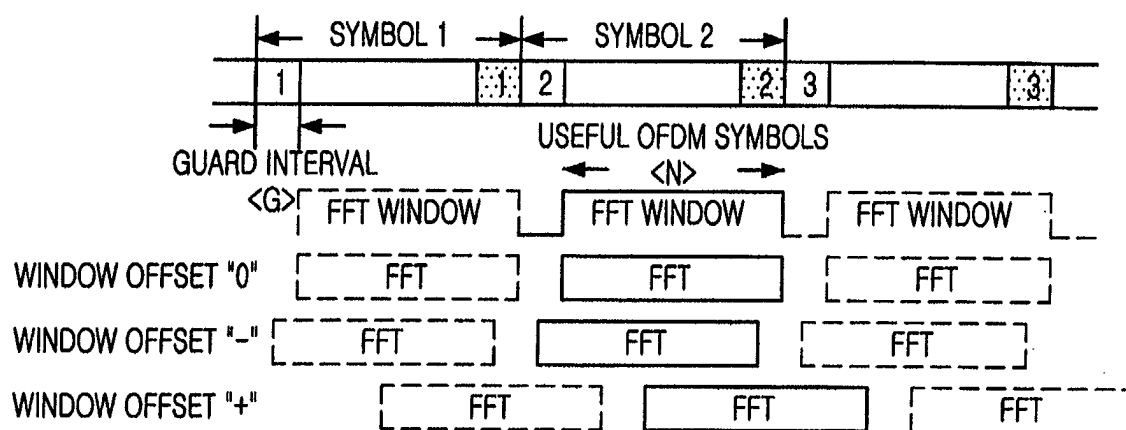 SYMBOL 1 SYMBOL 2
1 1 2 2 3 3
USEFUL OFDM SYMBOLS
GUARD INTERVAL
<N>
<G>
FFT WINDOW FFT WINDOW FFT WINDOW
WINDOW OFFSET "0" FFT FFT FFT
WINDOW OFFSET "-" FFT FFT FFT
WINDOW OFFSET "+" FFT FFT FFT